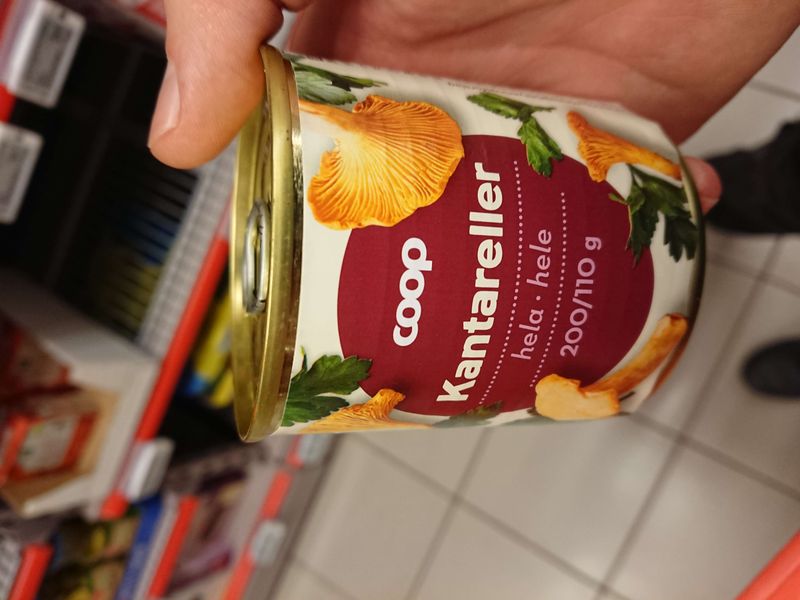 coop
Kantareller
hela · hele
200/110 g